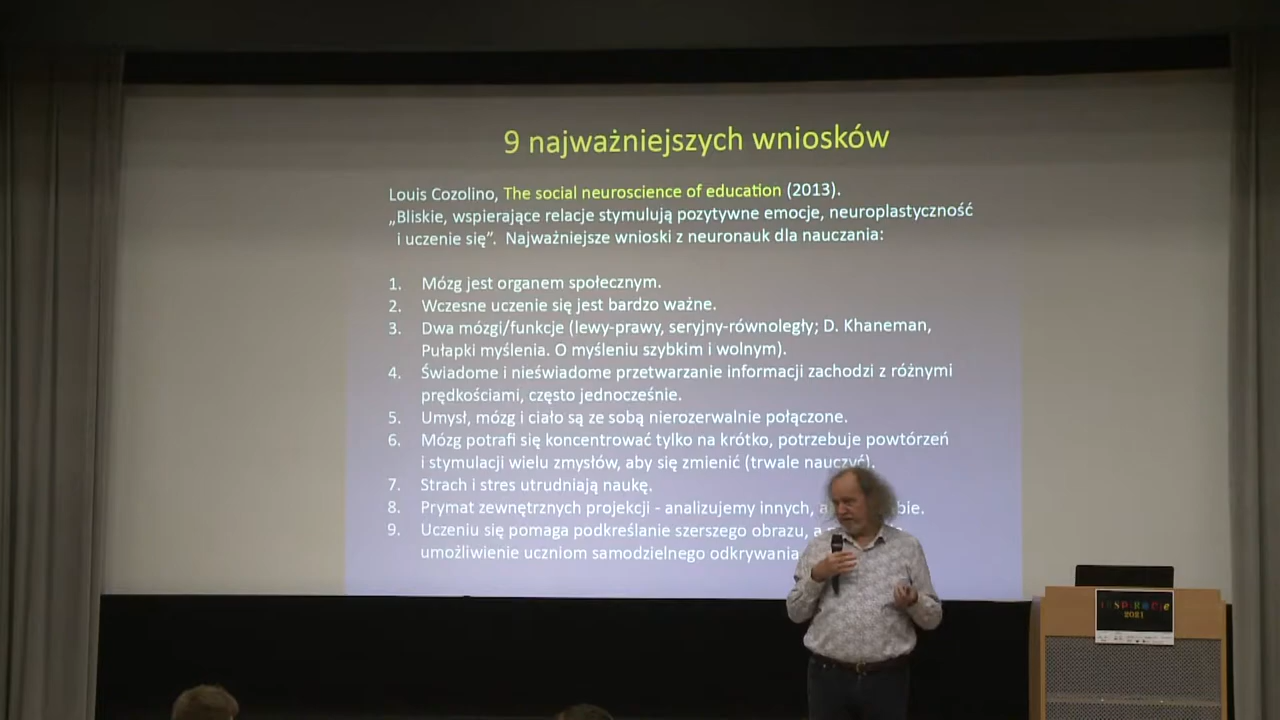 9 najważniejszych wniosków
Louis Cozolino, The social neuroscience of education (2013).
„Bliskie, wspierające relacje stymulują pozytywne emocje, neuroplastyczność
i uczenie się”. Najważniejsze wnioski z neuronauk dla nauczania:
1. Mózg jest organem społecznym.
2. Wczesne uczenie się jest bardzo ważne.
3. Dwa mózgi/funkcje (lewy-prawy, seryjny-równoległy; D. Khaneman,
Pułapki myślenia. O myśleniu szybkim i wolnym).
4. Świadome i nieświadome przetwarzanie informacji zachodzi z różnymi
prędkościami, często jednocześnie.
5. Umysł, mózg i ciało są ze sobą nierozerwalnie połączone.
6. Mózg potrafi się koncentrować tylko na krótko, potrzebuje powtórzeń
i stymulacji wielu zmysłów, aby się zmienić (trwale nauczyć).
7. Strach i stres utrudniają naukę.
8. Prymat zewnętrznych projekcji - analizujemy innych,
9. Uczeniu się pomaga podkreślanie szerszego obrazu, a
umożliwienie uczniom samodzielnego odkrywania
INSPIRACJE
2021